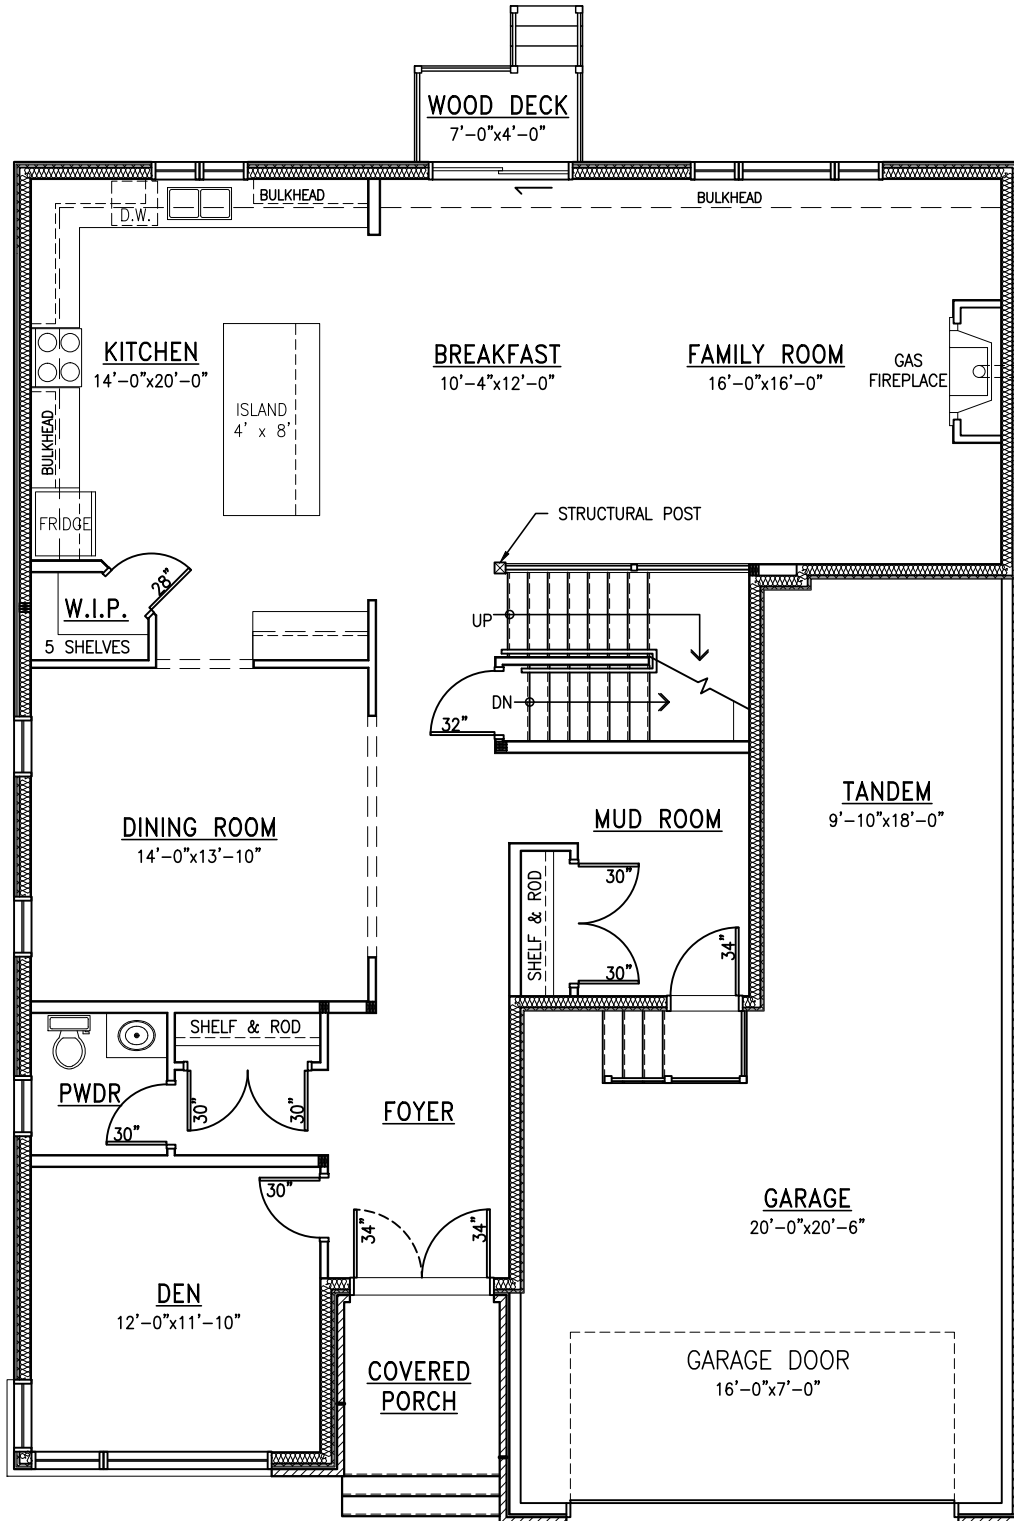 WOOD DECK
7'-0"x4'-0"
D.W.
BULKHEAD
BULKHEAD
KITCHEN
14'-0"x20'-0"
BREAKFAST
10'-4"x12'-0"
FAMILY ROOM
16'-0"x16'-0"
GAS
FIREPLACE
ISLAND
4' x 8'
BULKHEAD
FRIDGE
STRUCTURAL POST
28"
W.I.P.
5 SHELVES
UP
DN
32"
TANDEM
9'-10"x18'-0"
MUD ROOM
DINING ROOM
14'-0"x13'-10"
SHELF & ROD
30"
30"
34"
SHELF & ROD
PWDR
30"
30"
30"
FOYER
30"
34"
34"
GARAGE
20'-0"x20'-6"
DEN
12'-0"x11'-10"
COVERED
PORCH
GARAGE DOOR
16'-0"x7'-0"